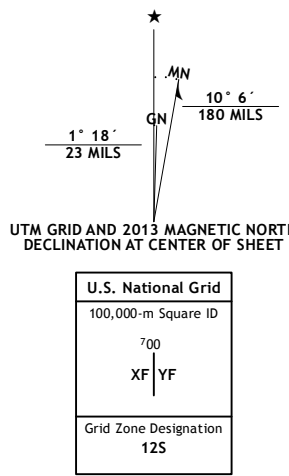 ★
MN
GN
10° 6´
180 MILS
1° 18´
23 MILS
UTM GRID AND 2013 MAGNETIC NORT
DECLINATION AT CENTER OF SHEET
U.S. National Grid
100,000-m Square ID
⁷00
XF YF
Grid Zone Designation
12S